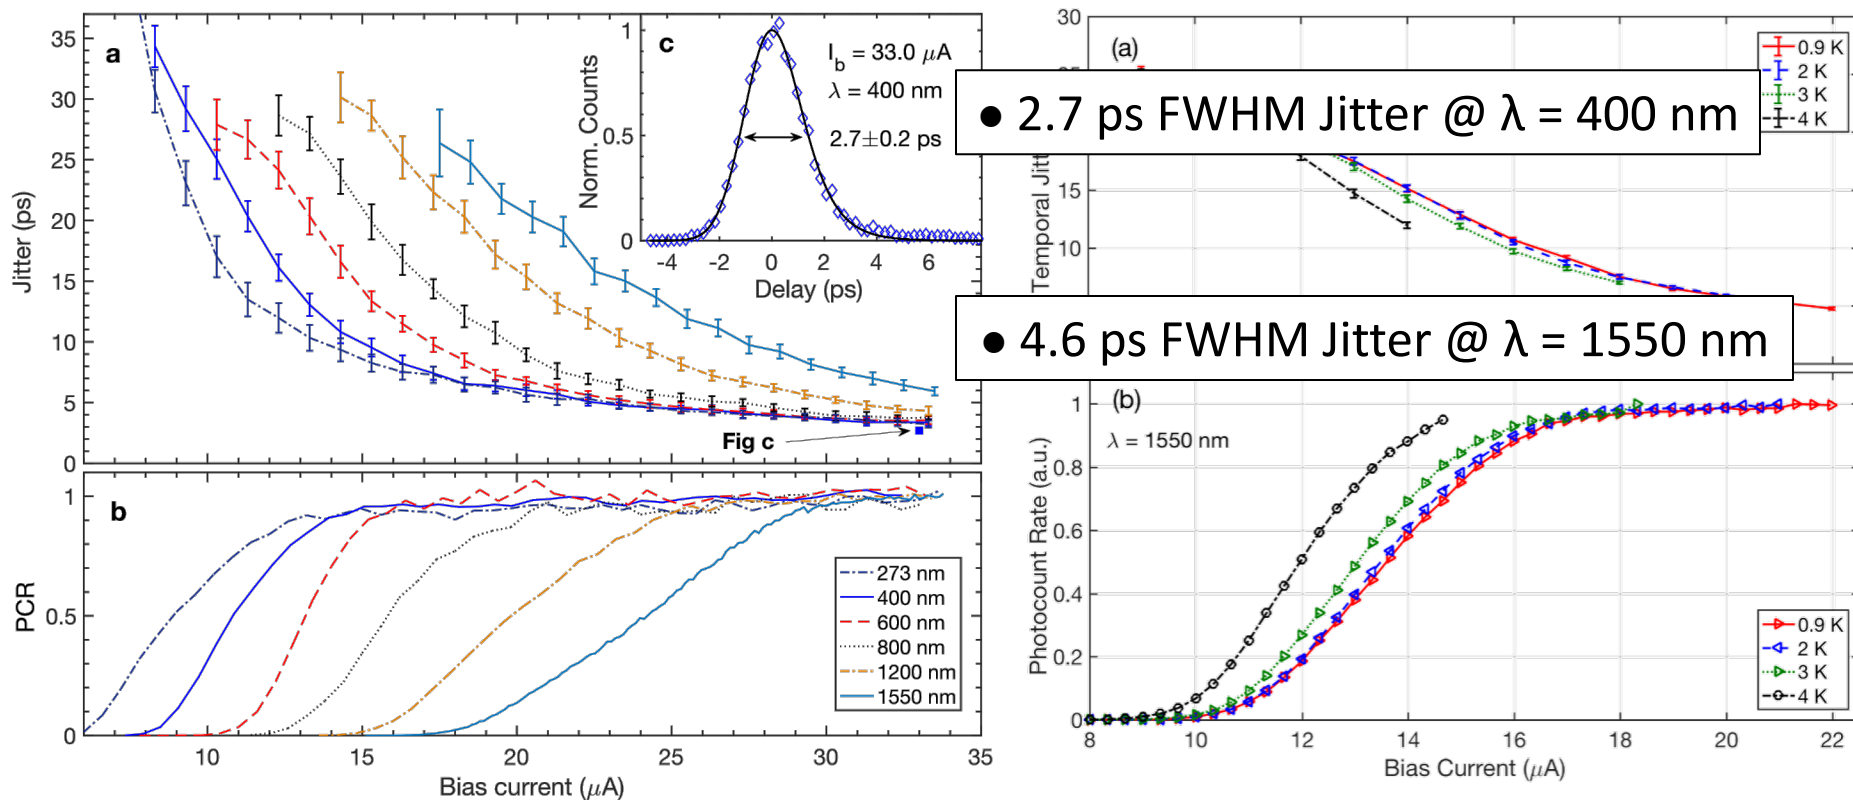 a
35
30
25
20
15
10
5
0
Jitter (ps)
Fig c
c
1
0.5
0
Norm. Counts
-4 -2 0 2 4 6
Delay (ps)
I_b = 33.0 μA
λ = 400 nm
2.7±0.2 ps
b
1
0.5
0
PCR
273 nm
400 nm
600 nm
800 nm
1200 nm
1550 nm
10 15 20 25 30 35
Bias current (μA)
(a)
30
15
10
0.9 K
2 K
3 K
4 K
● 2.7 ps FWHM Jitter @ λ = 400 nm
● 4.6 ps FWHM Jitter @ λ = 1550 nm
(b)
λ = 1550 nm
1
0.8
0.6
0.4
0.2
0
Photocount Rate (a.u.)
0.9 K
2 K
3 K
4 K
8 10 12 14 16 18 20 22
Bias Current (μA)